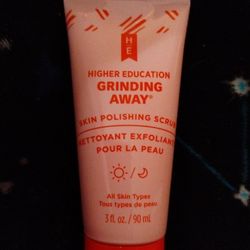 H
E
HIGHER EDUCATION
GRINDING
AWAY®
SKIN POLISHING SCRUB
NETTOYANT EXFOLIANT
POUR LA PEAU
All Skin Types
Tous types de peau
3 fl. oz. / 90 mL